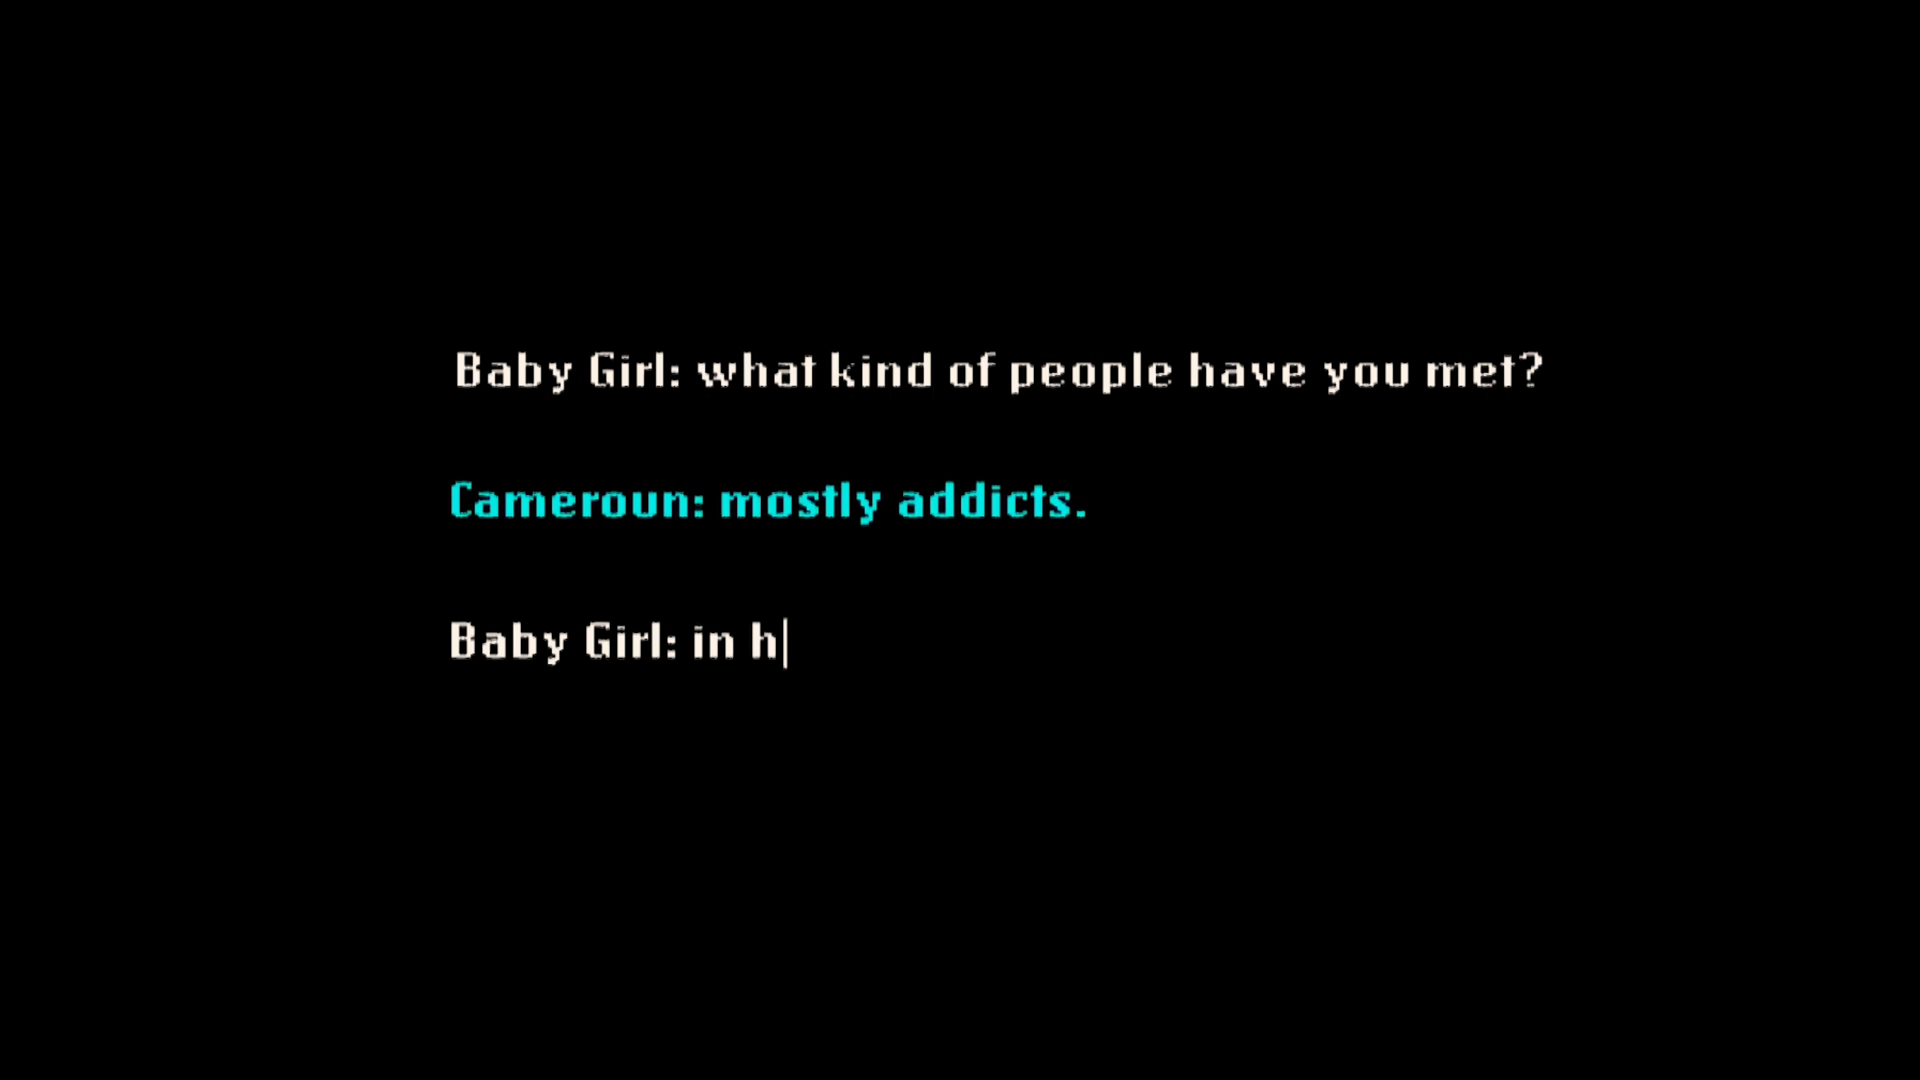 Baby Girl: what kind of people have you met?
Cameroun: mostly addicts.
Baby Girl: in h